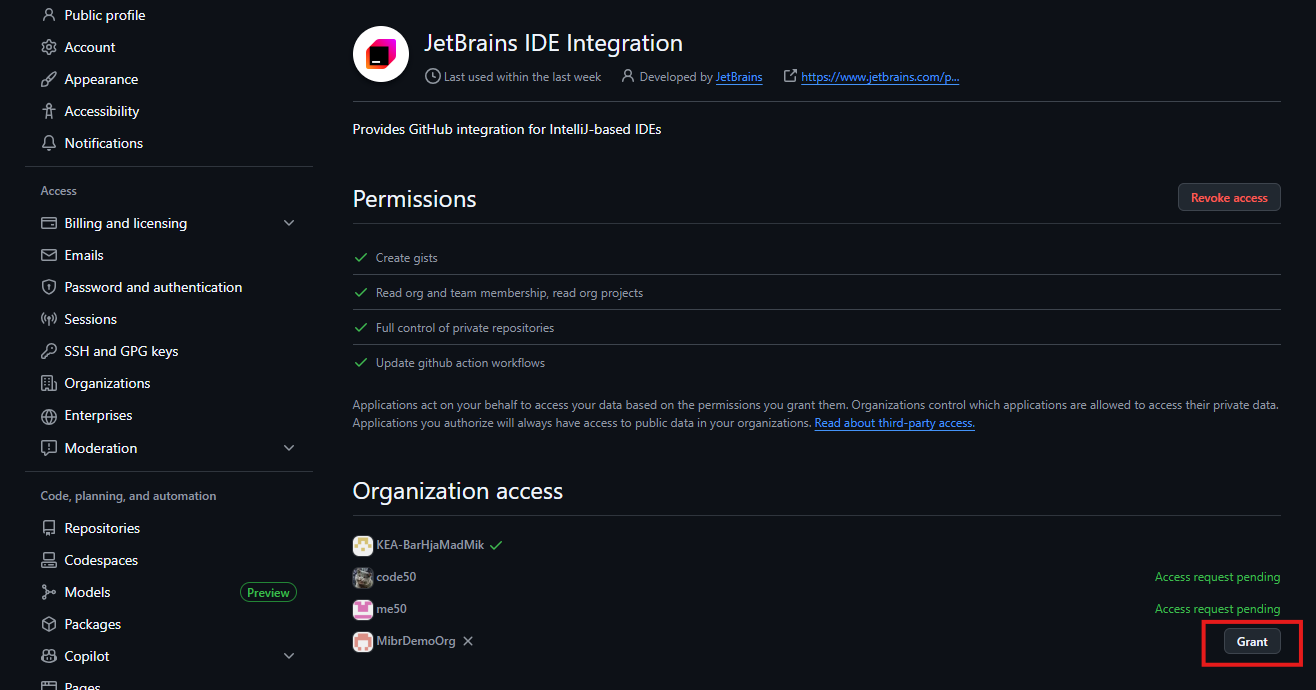 Public profile
Account
Appearance
Accessibility
Notifications
Access
Billing and licensing
Emails
Password and authentication
Sessions
SSH and GPG keys
Organizations
Enterprises
Moderation
Code, planning, and automation
Repositories
Codespaces
Models Preview
Packages
Copilot
Pages
JetBrains IDE Integration
Last used within the last week Developed by JetBrains https://www.jetbrains.com/p...
Provides GitHub integration for IntelliJ-based IDEs
Permissions Revoke access
Create gists
Read org and team membership, read org projects
Full control of private repositories
Update github action workflows
Applications act on your behalf to access your data based on the permissions you grant them. Organizations control which applications are allowed to access their private data.
Applications you authorize will always have access to public data in your organizations. Read about third-party access.
Organization access
KEA-BarHjaMadMik
code50 Access request pending
me50 Access request pending
MibrDemoOrg Grant